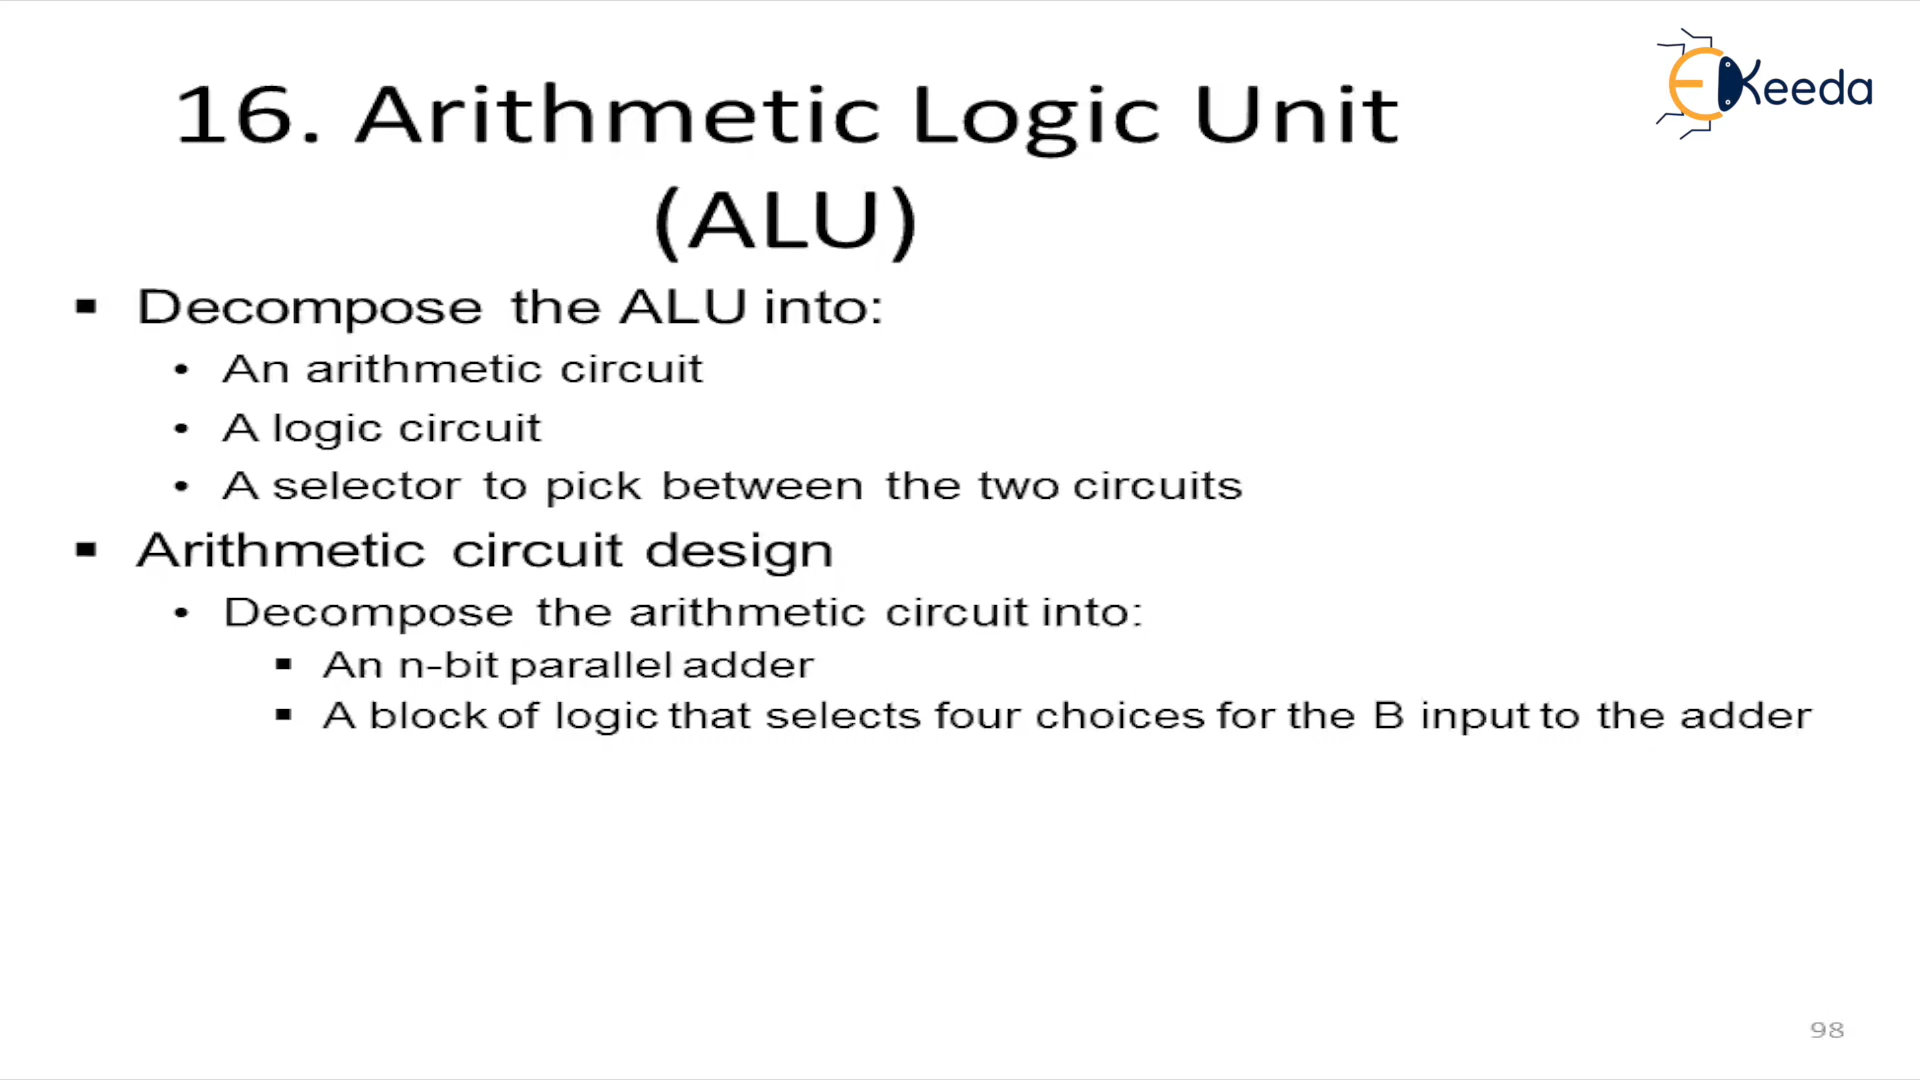 EKeeda
16. Arithmetic Logic Unit
(ALU)
▪ Decompose the ALU into:
• An arithmetic circuit
• A logic circuit
• A selector to pick between the two circuits
▪ Arithmetic circuit design
• Decompose the arithmetic circuit into:
▪ An n-bit parallel adder
▪ A block of logic that selects four choices for the B input to the adder
98